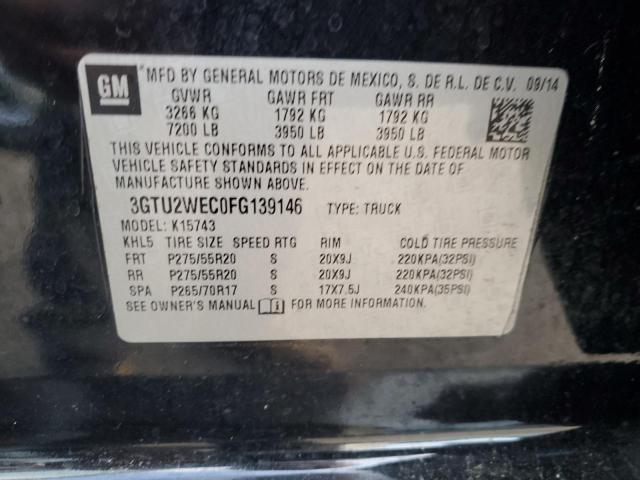 GM
MFD BY GENERAL MOTORS DE MEXICO, S. DE R.L. DE C.V. 09/14
GVWR GAWR FRT GAWR RR
3266 KG 1792 KG 1792 KG
7200 LB 3950 LB 3950 LB
THIS VEHICLE CONFORMS TO ALL APPLICABLE U.S. FEDERAL MOTOR
VEHICLE SAFETY STANDARDS IN EFFECT ON THE DATE OF
MANUFACTURE SHOWN ABOVE.
3GTU2WEC0FG139146 TYPE: TRUCK
MODEL: K15743
KHL5 TIRE SIZE SPEED RTG RIM COLD TIRE PRESSURE
FRT P275/55R20 S 20X9J 220KPA(32PSI)
RR P275/55R20 S 20X9J 220KPA(32PSI)
SPA P265/70R17 S 17X7.5J 240KPA(35PSI)
SEE OWNER'S MANUAL i FOR MORE INFORMATION.